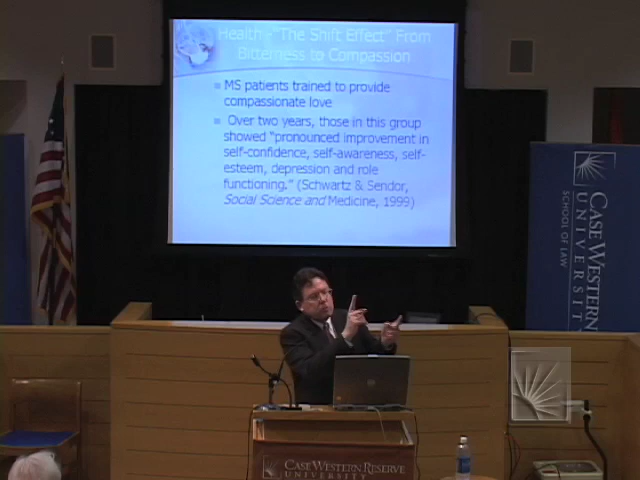 Health - "The Shift Effect" From
Bitterness to Compassion
MS patients trained to provide
compassionate love
Over two years, those in this group
showed "pronounced improvement in
self-confidence, self-awareness, self-
esteem, depression and role
functioning." (Schwartz & Sendor,
Social Science and Medicine, 1999)
CASE WESTERN
UNIVERSITY
SCHOOL OF LAW
CASE WESTERN RESERVE
UNIVERSITY